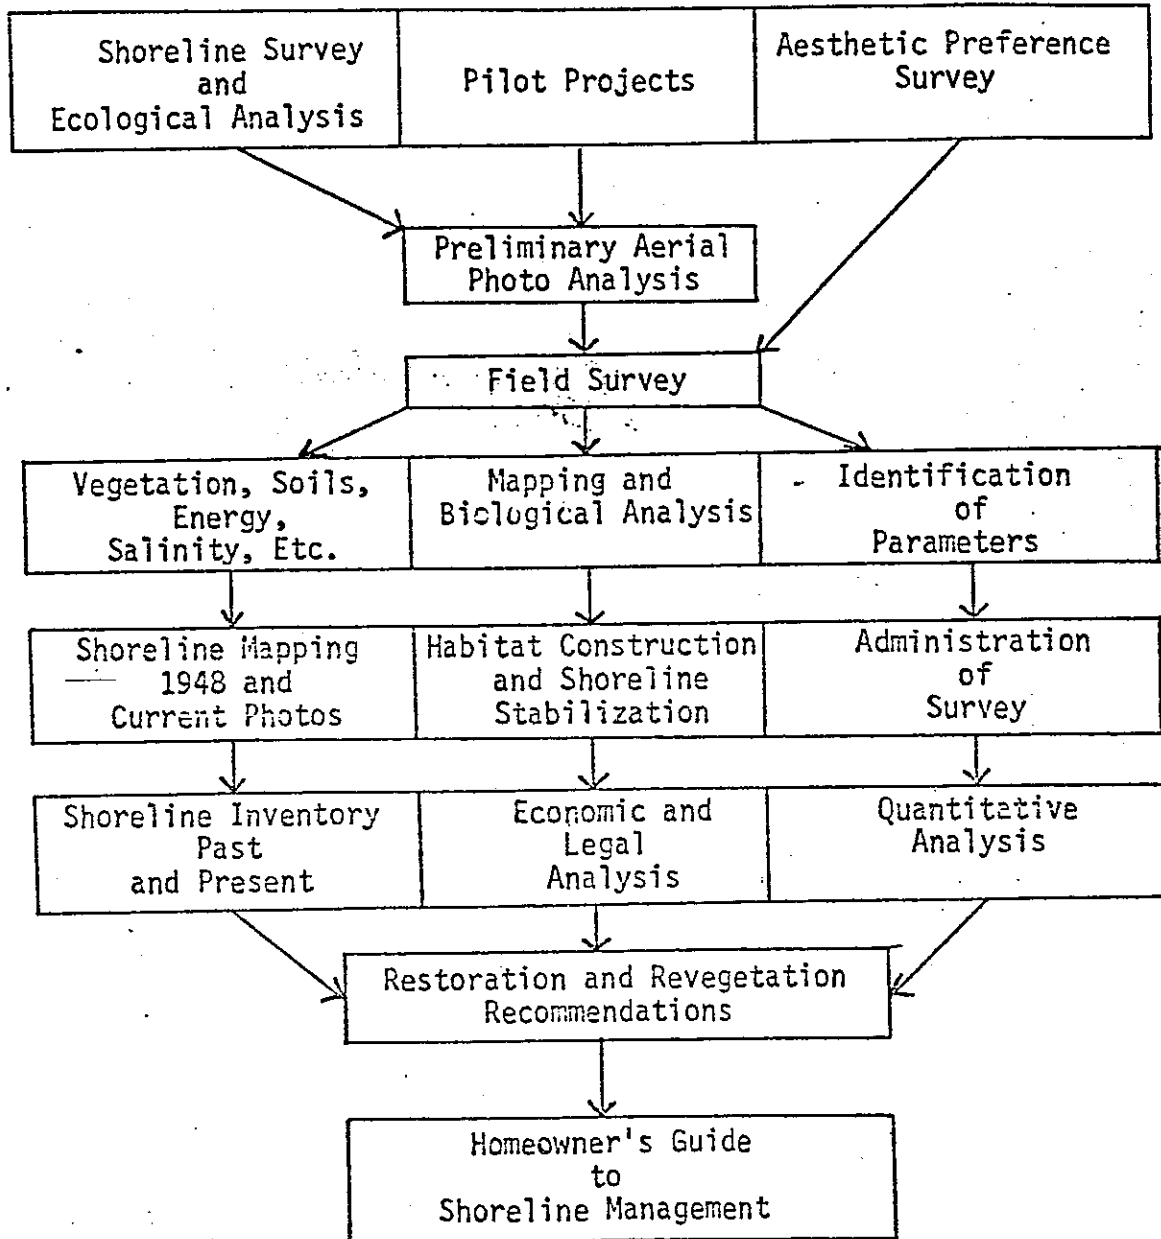 Shoreline Survey
and
Ecological Analysis
Pilot Projects
Aesthetic Preference
Survey
Preliminary Aerial
Photo Analysis
Field Survey
Vegetation, Soils,
Energy,
Salinity, Etc.
Mapping and
Biological Analysis
Identification
of
Parameters
Shoreline Mapping
1948 and
Current Photos
Habitat Construction
and Shoreline
Stabilization
Administration
of
Survey
Shoreline Inventory
Past
and Present
Economic and
Legal
Analysis
Quantitative
Analysis
Restoration and Revegetation
Recommendations
Homeowner's Guide
to
Shoreline Management